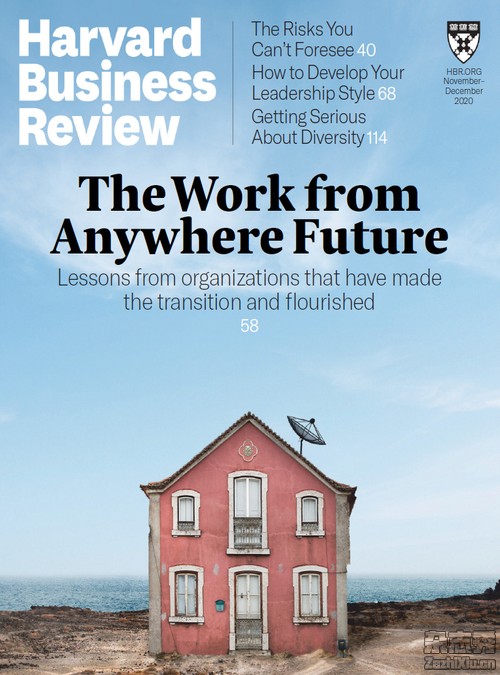 Harvard
Business
Review
The Risks You
Can't Foresee 40
How to Develop Your
Leadership Style 68
Getting Serious
About Diversity 114
HBR.ORG
November–
December
2020
The Work from
Anywhere Future
Lessons from organizations that have made
the transition and flourished
58
ZazhiXiu.cn